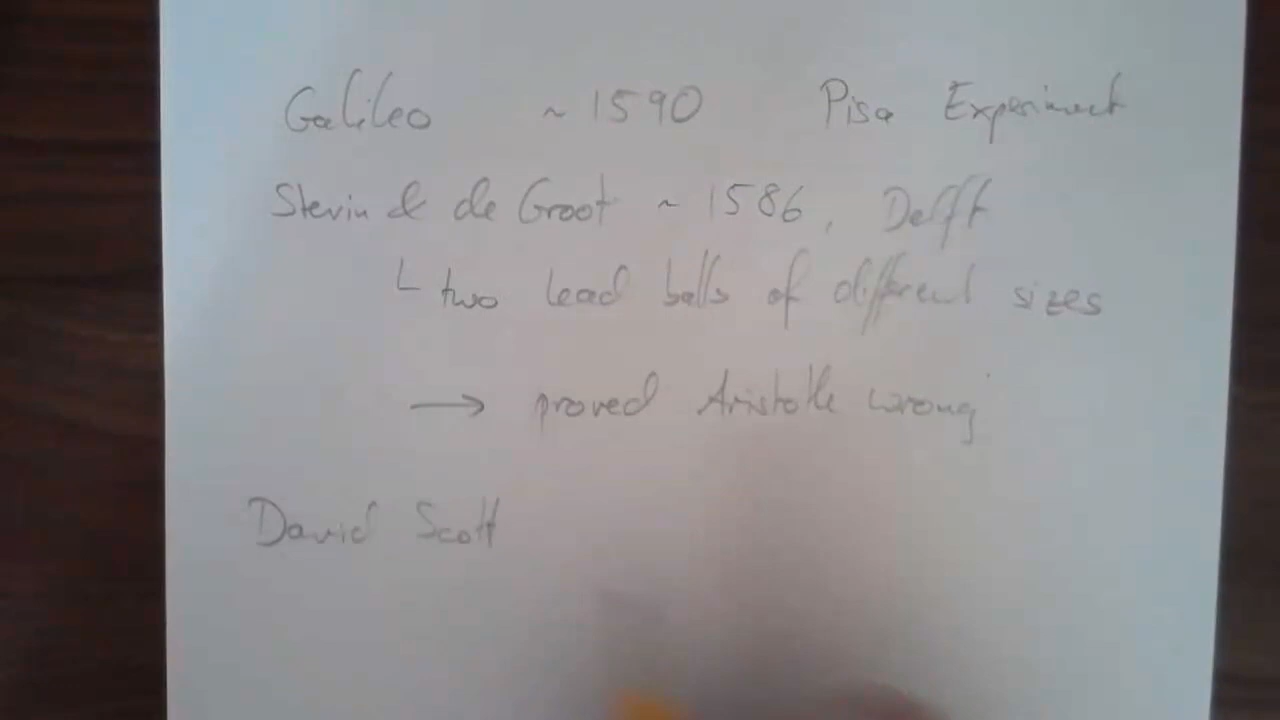 Galileo ~1590 Pisa Experiment
Stevin & de Groot ~ 1586, Delft
└ two lead balls of different sizes
→ proved Aristotle wrong
David Scott